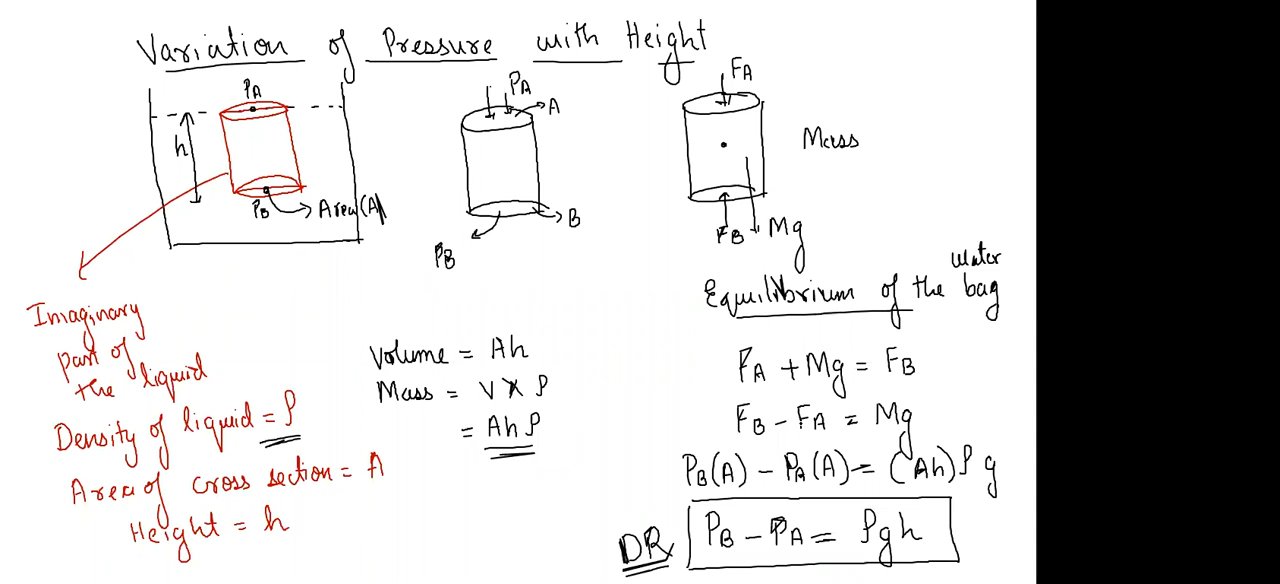 Variation of Pressure with Height
PA
h
PB
Area (A)
PA
A
B
PB
FA
Mass
FB
Mg
Imaginary
part of
the liquid
Density of liquid = ρ
Area of cross section = A
Height = h
Volume = Ah
Mass = V × ρ
= Ahρ
Equilibrium of the water bag
FA + Mg = FB
FB - FA = Mg
PB(A) - PA(A) = (Ah)ρg
DR
PB - PA = ρgh